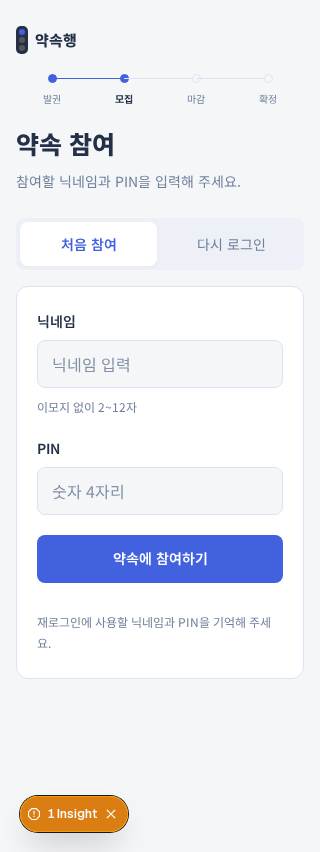 약속행
발권 모집 마감 확정
약속 참여
참여할 닉네임과 PIN을 입력해 주세요.
처음 참여 다시 로그인
닉네임
닉네임 입력
이모지 없이 2~12자
PIN
숫자 4자리
약속에 참여하기
재로그인에 사용할 닉네임과 PIN을 기억해 주세
요.
1 Insight